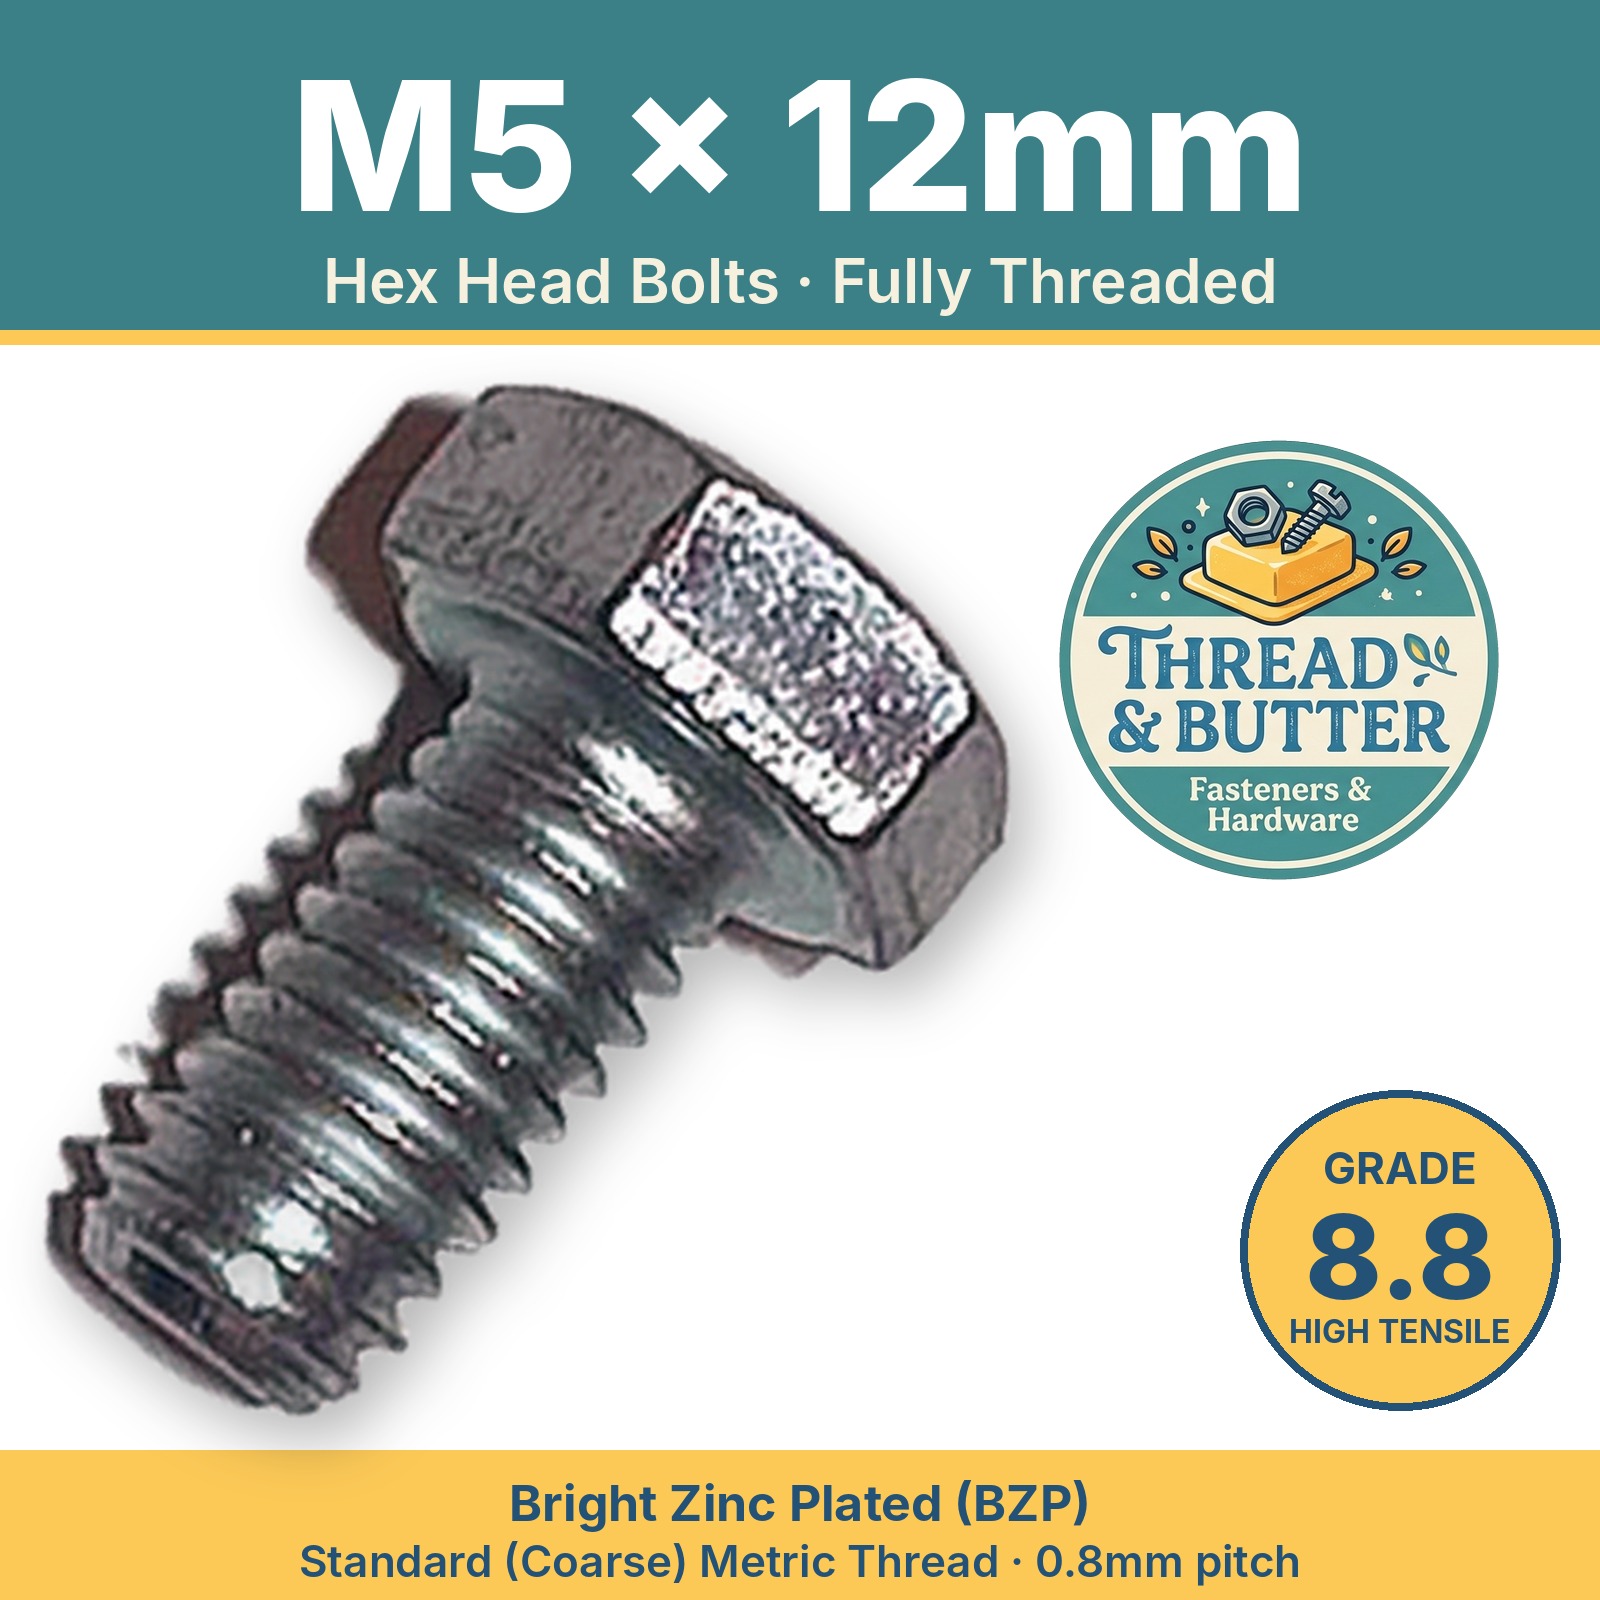 M5 × 12mm
Hex Head Bolts · Fully Threaded
THREAD
& BUTTER
Fasteners &
Hardware
GRADE
8.8
HIGH TENSILE
Bright Zinc Plated (BZP)
Standard (Coarse) Metric Thread · 0.8mm pitch